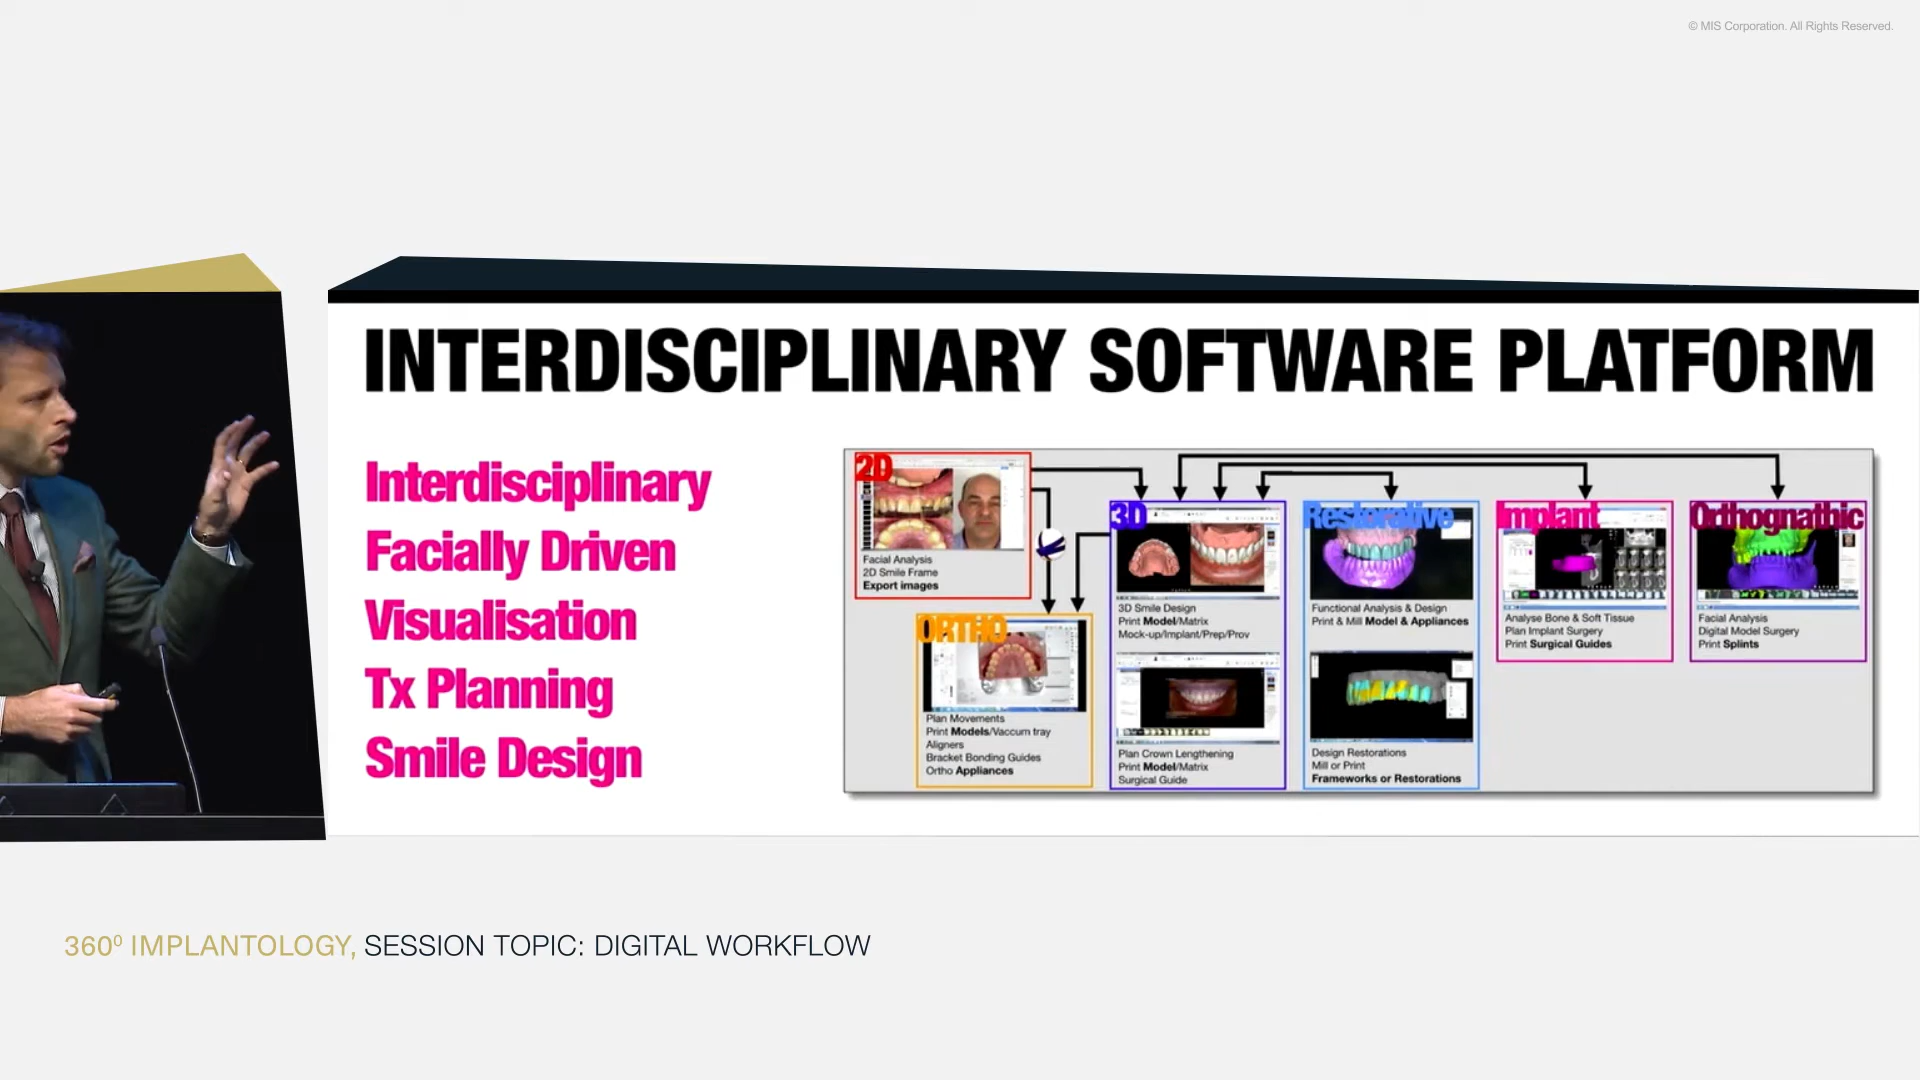 © MIS Corporation. All Rights Reserved.
INTERDISCIPLINARY SOFTWARE PLATFORM
Interdisciplinary
Facially Driven
Visualisation
Tx Planning
Smile Design
2D
Facial Analysis
2D Smile Frame
Export images
ORTHO
Plan Movements
Print Models/Vaccum tray
Aligners
Bracket Bonding Guides
Ortho Appliances
3D
3D Smile Design
Print Model/Matrix
Mock-up/Implant/Prep/Prov
Plan Crown Lengthening
Print Model/Matrix
Surgical Guide
Restorative
Functional Analysis & Design
Print & Mill Model & Appliances
Design Restorations
Mill or Print
Frameworks or Restorations
Implant
Analyse Bone & Soft Tissue
Plan Implant Surgery
Print Surgical Guides
Orthognathic
Facial Analysis
Digital Model Surgery
Print Splints
360⁰ IMPLANTOLOGY, SESSION TOPIC: DIGITAL WORKFLOW